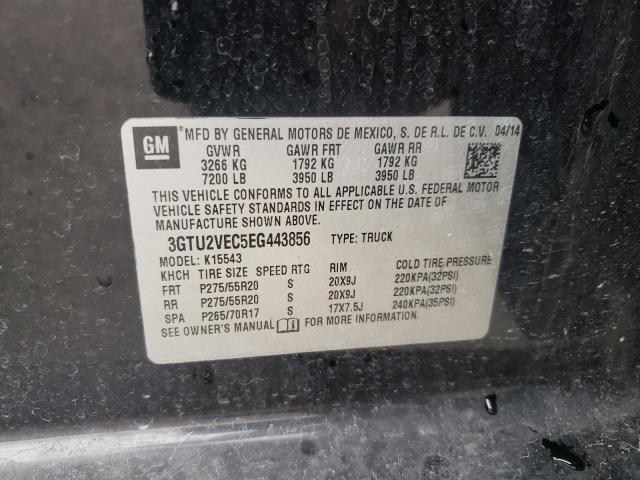 GM MFD BY GENERAL MOTORS DE MEXICO, S. DE R.L. DE C.V. 04/14
GVWR GAWR FRT GAWR RR
3266 KG 1792 KG 1792 KG
7200 LB 3950 LB 3950 LB
THIS VEHICLE CONFORMS TO ALL APPLICABLE U.S. FEDERAL MOTOR
VEHICLE SAFETY STANDARDS IN EFFECT ON THE DATE OF
MANUFACTURE SHOWN ABOVE.
3GTU2VEC5EG443856 TYPE: TRUCK
MODEL: K15543
KHCH TIRE SIZE SPEED RTG RIM COLD TIRE PRESSURE
FRT P275/55R20 S 20X9J 220KPA(32PSI)
RR P275/55R20 S 20X9J 220KPA(32PSI)
SPA P265/70R17 S 17X7.5J 240KPA(35PSI)
SEE OWNER'S MANUAL FOR MORE INFORMATION.